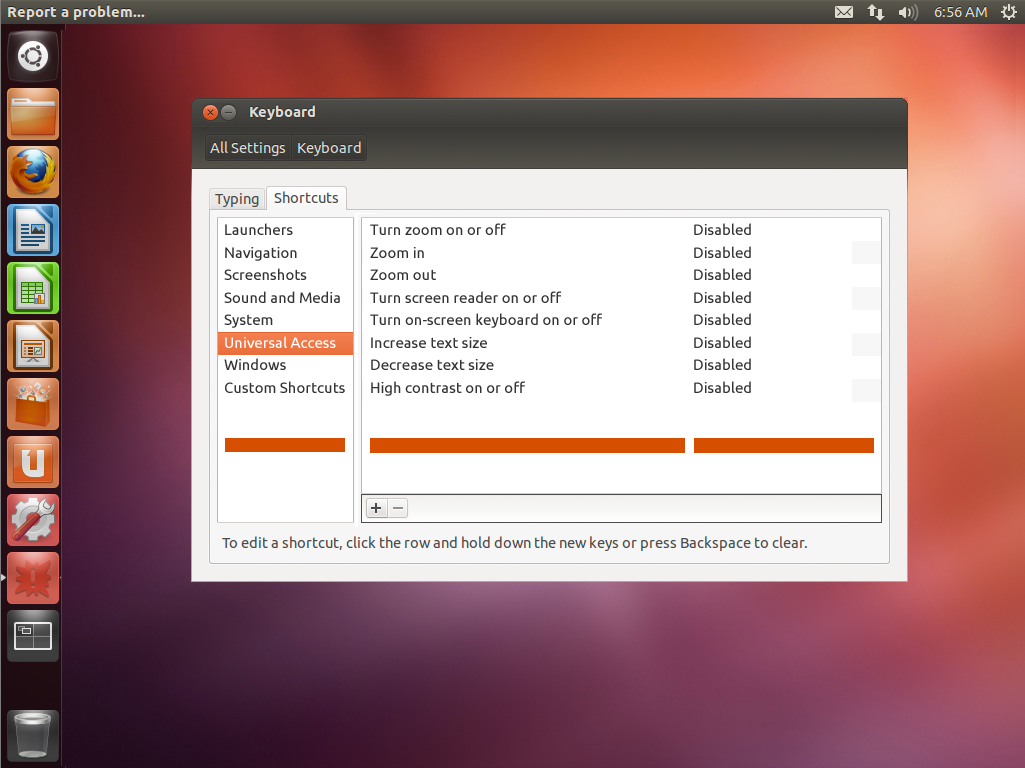 Report a problem...
6:56 AM
Keyboard
All Settings Keyboard
Typing Shortcuts
Launchers
Navigation
Screenshots
Sound and Media
System
Universal Access
Windows
Custom Shortcuts
Turn zoom on or off Disabled
Zoom in Disabled
Zoom out Disabled
Turn screen reader on or off Disabled
Turn on-screen keyboard on or off Disabled
Increase text size Disabled
Decrease text size Disabled
High contrast on or off Disabled
To edit a shortcut, click the row and hold down the new keys or press Backspace to clear.